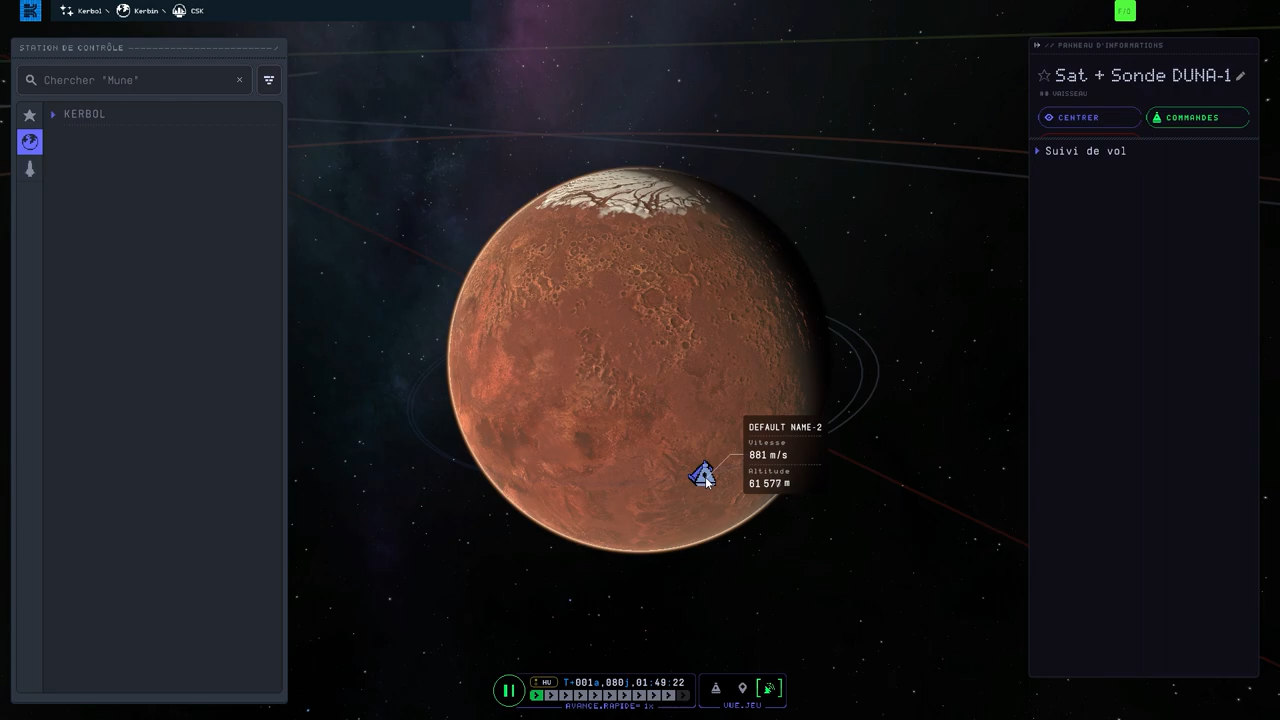 Kerbol
Kerbin
CSK
F/O
STATION DE CONTRÔLE
Chercher "Mune"
KERBOL
PANNEAU D'INFORMATIONS
Sat + Sonde DUNA-1
VAISSEAU
CENTRER
COMMANDES
Suivi de vol
DEFAULT NAME-2
Vitesse
881 m/s
Altitude
61 577 m
HU
T+001a,080j,01:49:22
AVANCE.RAPIDE= 1x
VUE.JEU